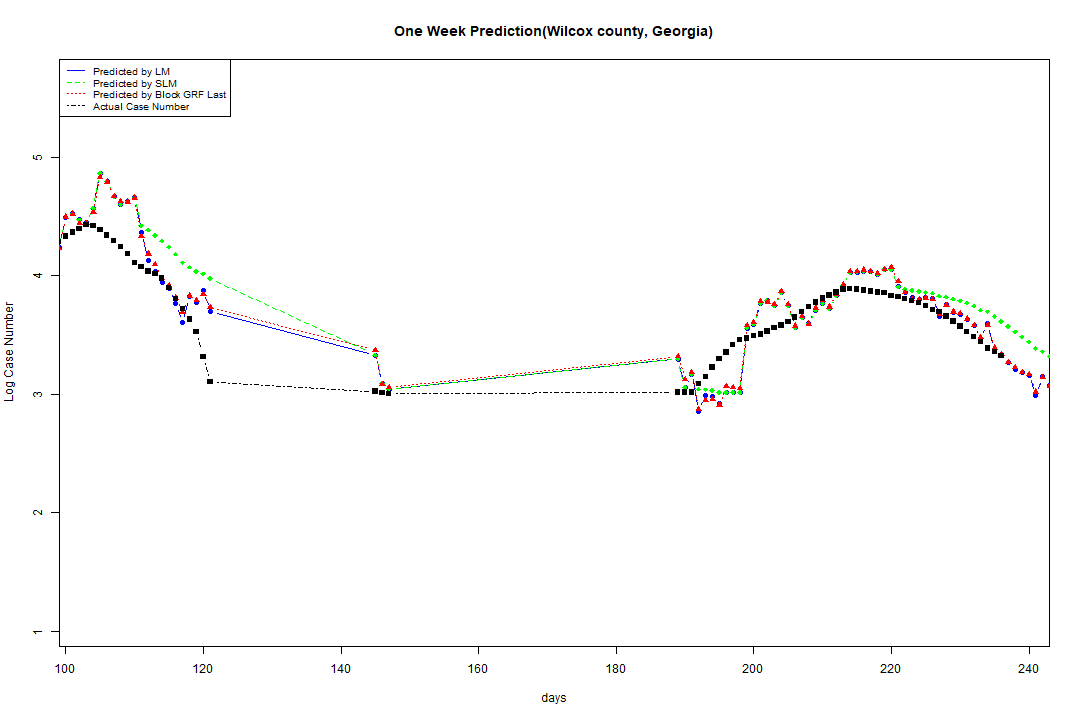 One Week Prediction(Wilcox county, Georgia)
Predicted by LM
Predicted by SLM
Predicted by Block GRF Last
Actual Case Number
5
4
3
2
1
Log Case Number
100 120 140 160 180 200 220 240
days